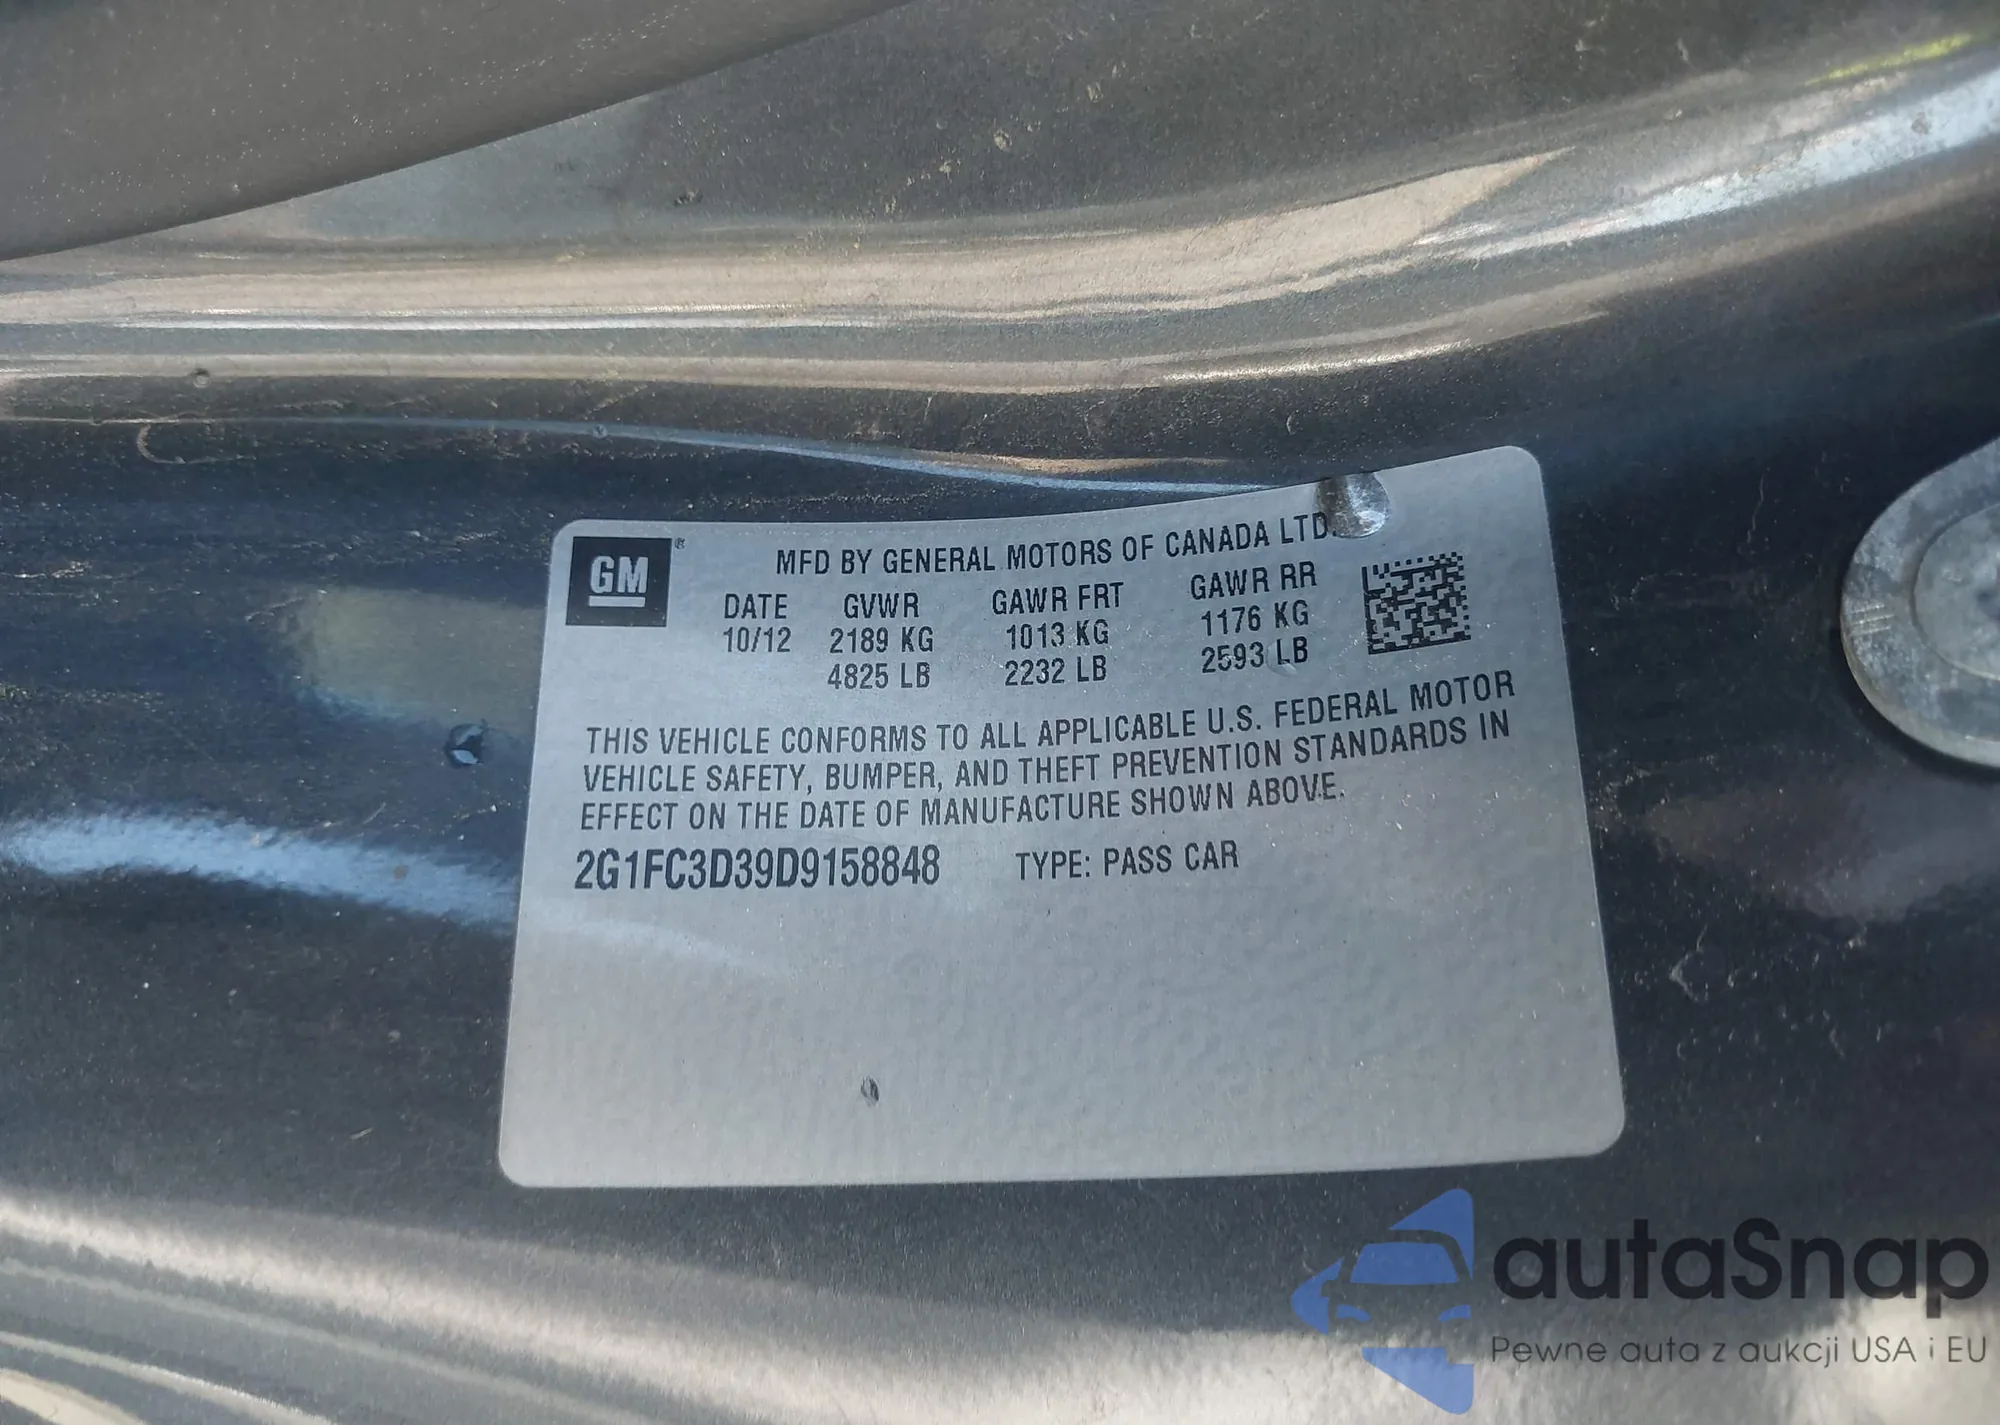 GM ®
MFD BY GENERAL MOTORS OF CANADA LTD.
DATE GVWR GAWR FRT GAWR RR
10/12 2189 KG 1013 KG 1176 KG
4825 LB 2232 LB 2593 LB
THIS VEHICLE CONFORMS TO ALL APPLICABLE U.S. FEDERAL MOTOR
VEHICLE SAFETY, BUMPER, AND THEFT PREVENTION STANDARDS IN
EFFECT ON THE DATE OF MANUFACTURE SHOWN ABOVE.
2G1FC3D39D9158848 TYPE: PASS CAR
autaSnap
Pewne auta z aukcji USA i EU